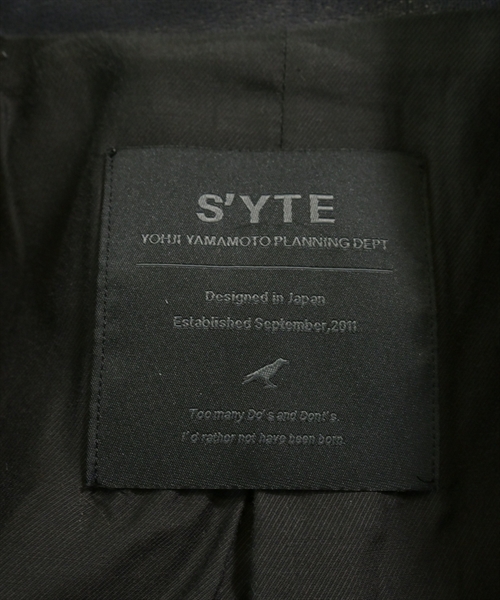 S'YTE
YOHJI YAMAMOTO PLANNING DEPT
Designed in Japan
Established September,2011
Too many Do's and Don't's.
I'd rather not have been born.